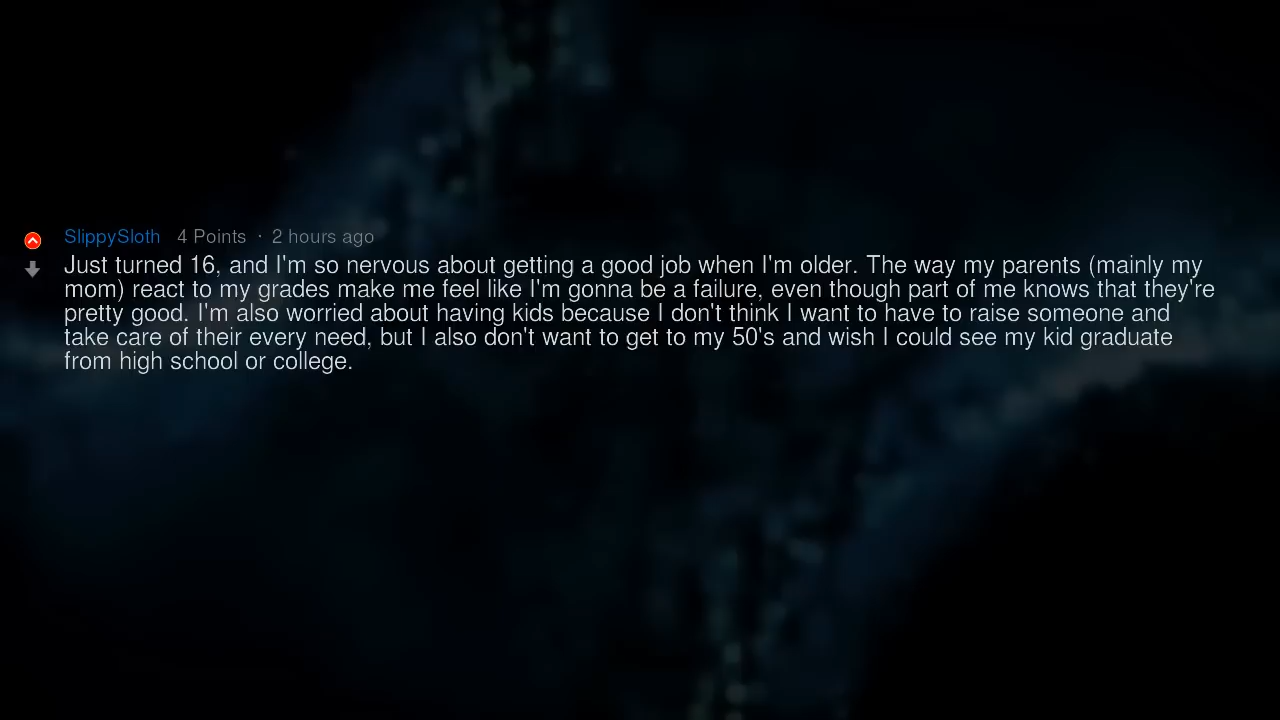 SlippySloth 4 Points · 2 hours ago
Just turned 16, and I'm so nervous about getting a good job when I'm older. The way my parents (mainly my
mom) react to my grades make me feel like I'm gonna be a failure, even though part of me knows that they're
pretty good. I'm also worried about having kids because I don't think I want to have to raise someone and
take care of their every need, but I also don't want to get to my 50's and wish I could see my kid graduate
from high school or college.